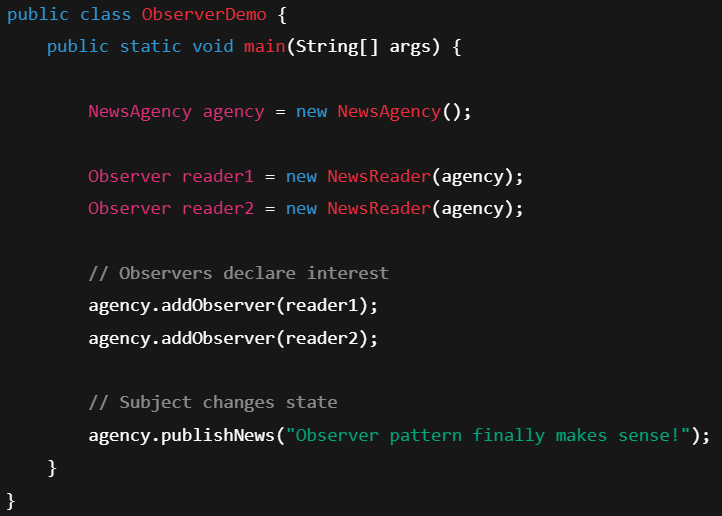 public class ObserverDemo {
public static void main(String[] args) {
NewsAgency agency = new NewsAgency();
Observer reader1 = new NewsReader(agency);
Observer reader2 = new NewsReader(agency);
// Observers declare interest
agency.addObserver(reader1);
agency.addObserver(reader2);
// Subject changes state
agency.publishNews("Observer pattern finally makes sense!");
}
}